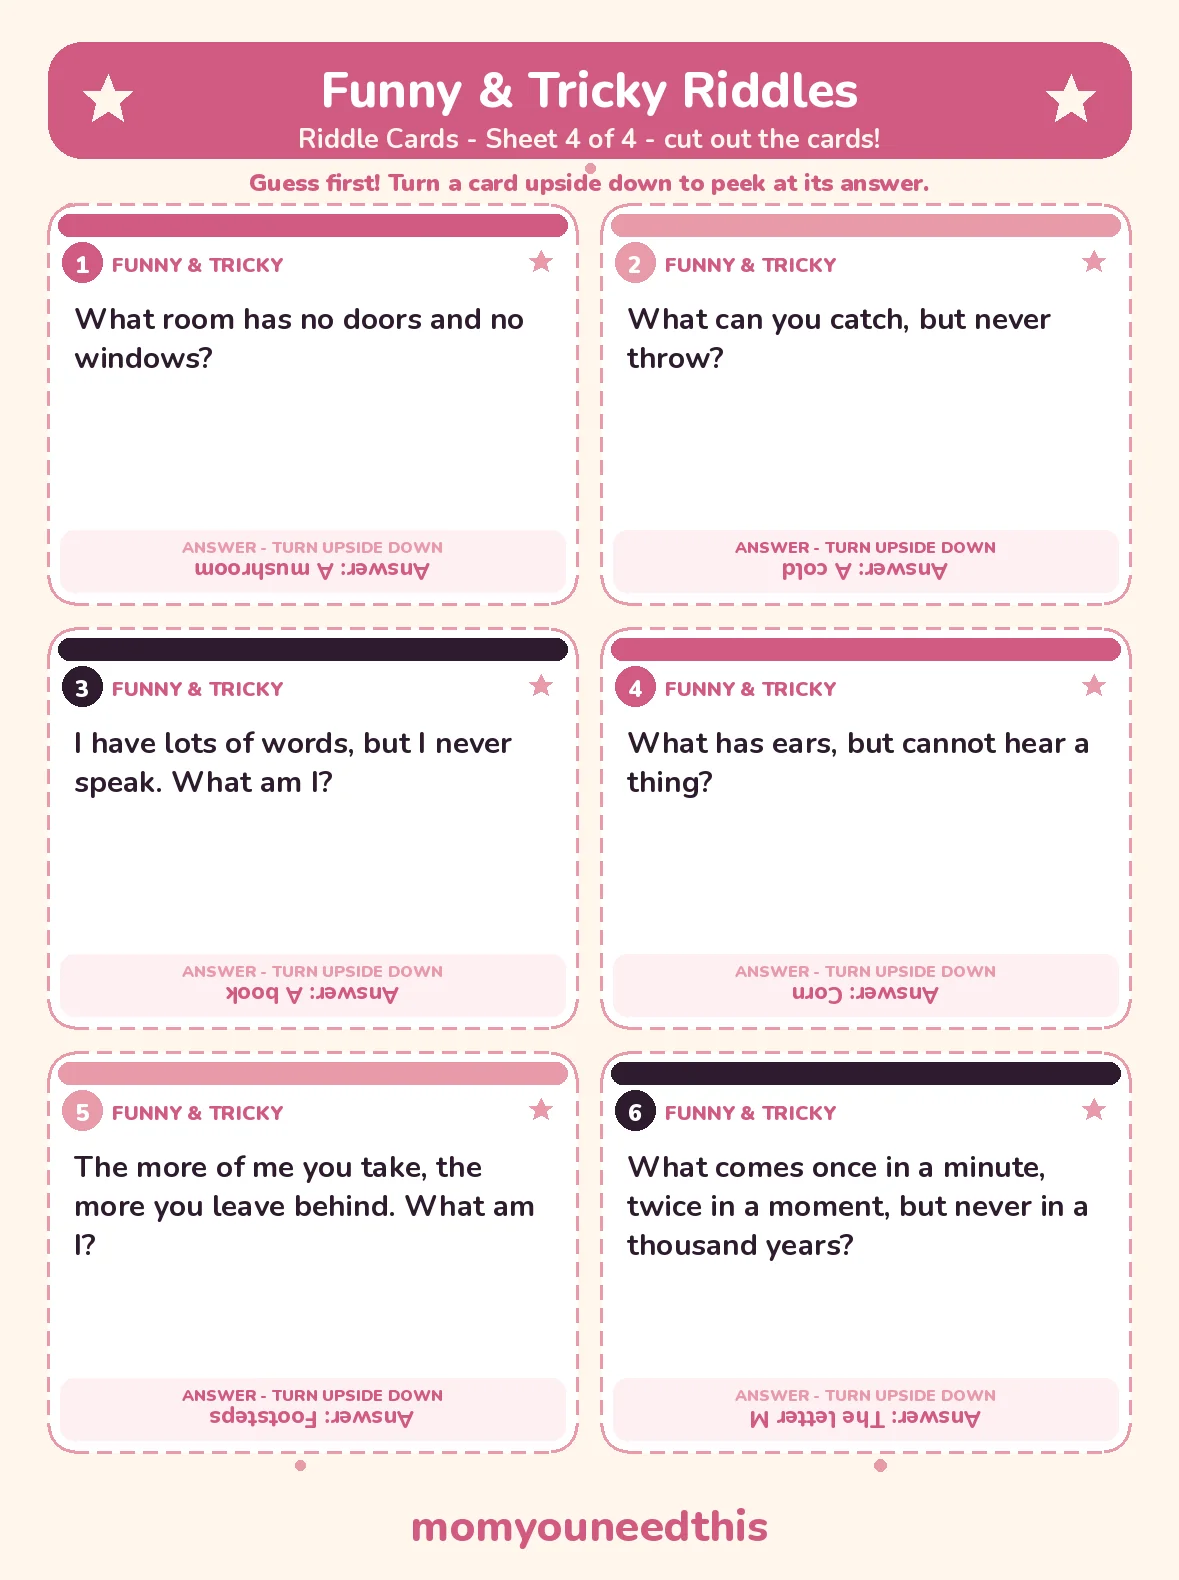 Funny & Tricky Riddles
Riddle Cards - Sheet 4 of 4 - cut out the cards!
Guess first! Turn a card upside down to peek at its answer.
1 FUNNY & TRICKY
What room has no doors and no
windows?
ANSWER - TURN UPSIDE DOWN
Answer: A mushroom
2 FUNNY & TRICKY
What can you catch, but never
throw?
ANSWER - TURN UPSIDE DOWN
Answer: A cold
3 FUNNY & TRICKY
I have lots of words, but I never
speak. What am I?
ANSWER - TURN UPSIDE DOWN
Answer: A book
4 FUNNY & TRICKY
What has ears, but cannot hear a
thing?
ANSWER - TURN UPSIDE DOWN
Answer: Corn
5 FUNNY & TRICKY
The more of me you take, the
more you leave behind. What am
I?
ANSWER - TURN UPSIDE DOWN
Answer: Footsteps
6 FUNNY & TRICKY
What comes once in a minute,
twice in a moment, but never in a
thousand years?
ANSWER - TURN UPSIDE DOWN
Answer: The letter M
momyouneedthis